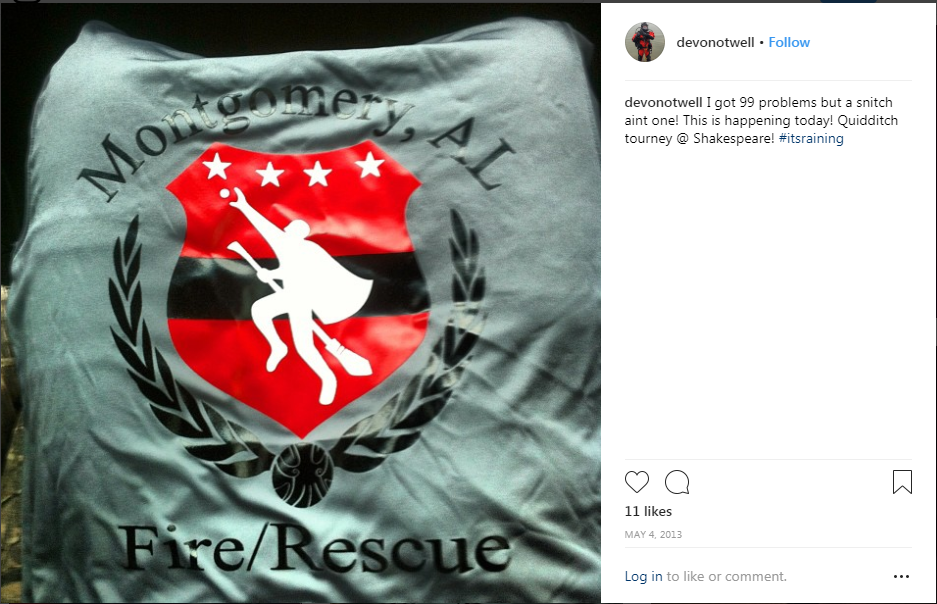 Montgomery, AL
Fire/Rescue
devonotwell • Follow
devonotwell I got 99 problems but a snitch
aint one! This is happening today! Quidditch
tourney @ Shakespeare! #itsraining
11 likes
MAY 4, 2013
Log in to like or comment.